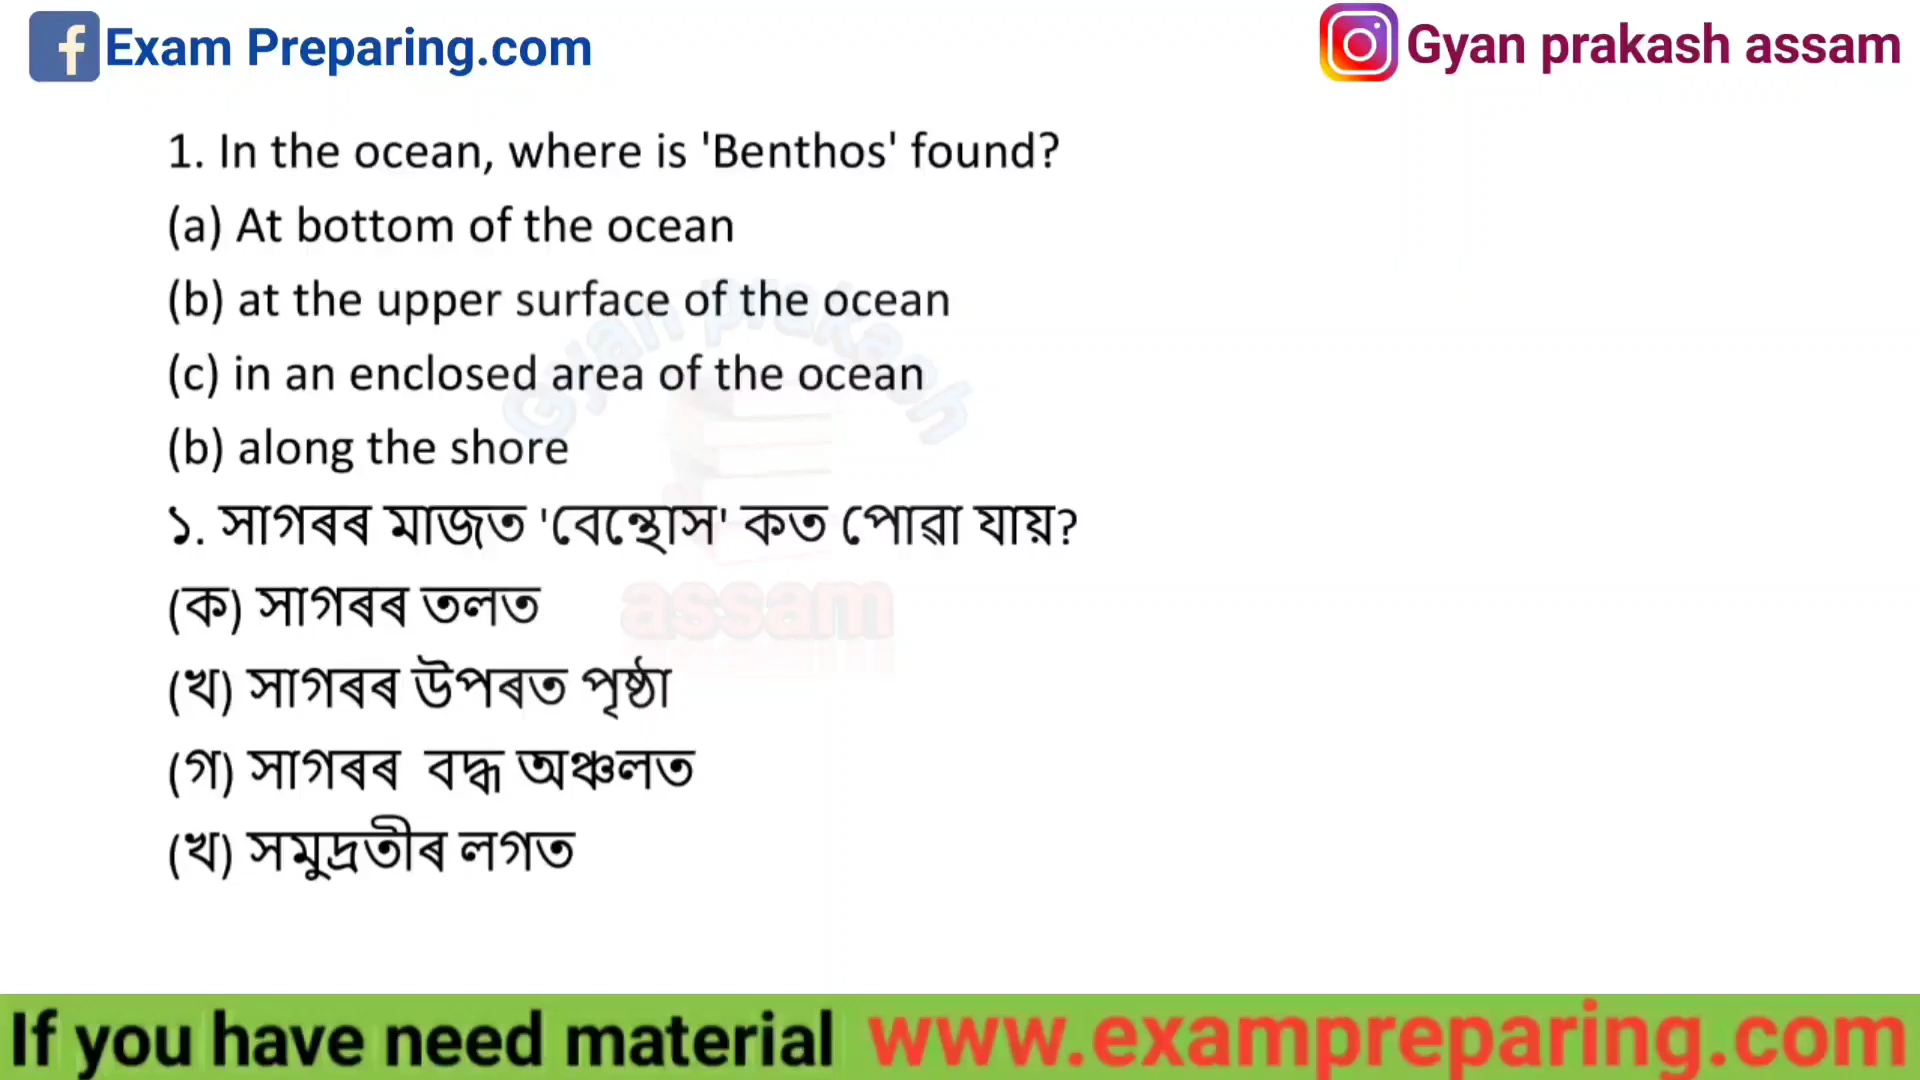 Exam Preparing.com
Gyan prakash assam
1. In the ocean, where is 'Benthos' found?
(a) At bottom of the ocean
(b) at the upper surface of the ocean
(c) in an enclosed area of the ocean
(b) along the shore
১. সাগৰৰ মাজত 'বেন্থোস' কত পোৱা যায়?
(ক) সাগৰৰ তলত
(খ) সাগৰৰ উপৰত পৃষ্ঠা
(গ) সাগৰৰ বদ্ধ অঞ্চলত
(খ) সমুদ্ৰতীৰ লগত
Gyan prakash
assam
If you have need material www.exampreparing.com